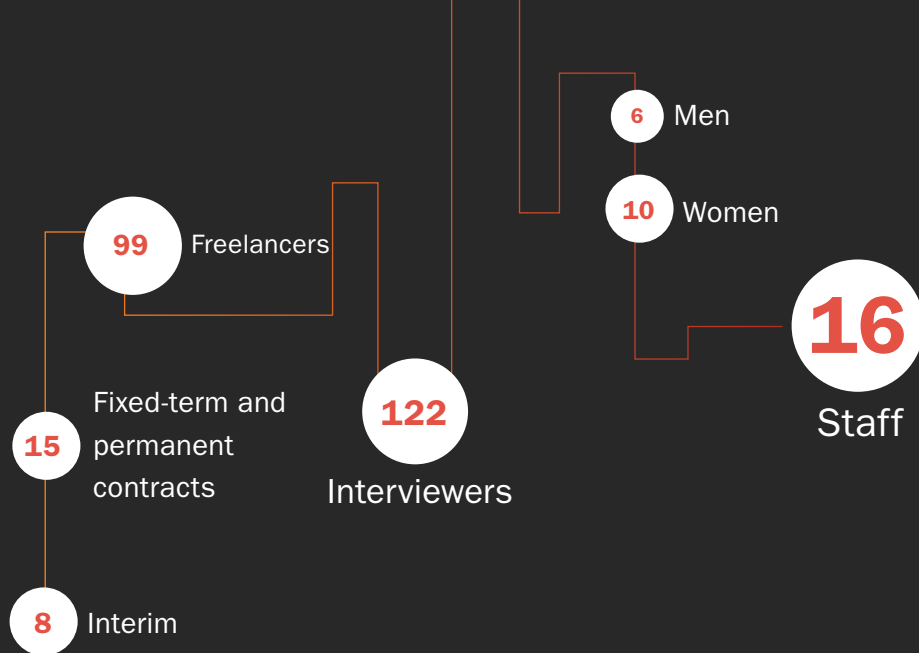 6 Men
10 Women
99 Freelancers
16
Staff
15
Fixed-term and
permanent
contracts
122
Interviewers
8 Interim